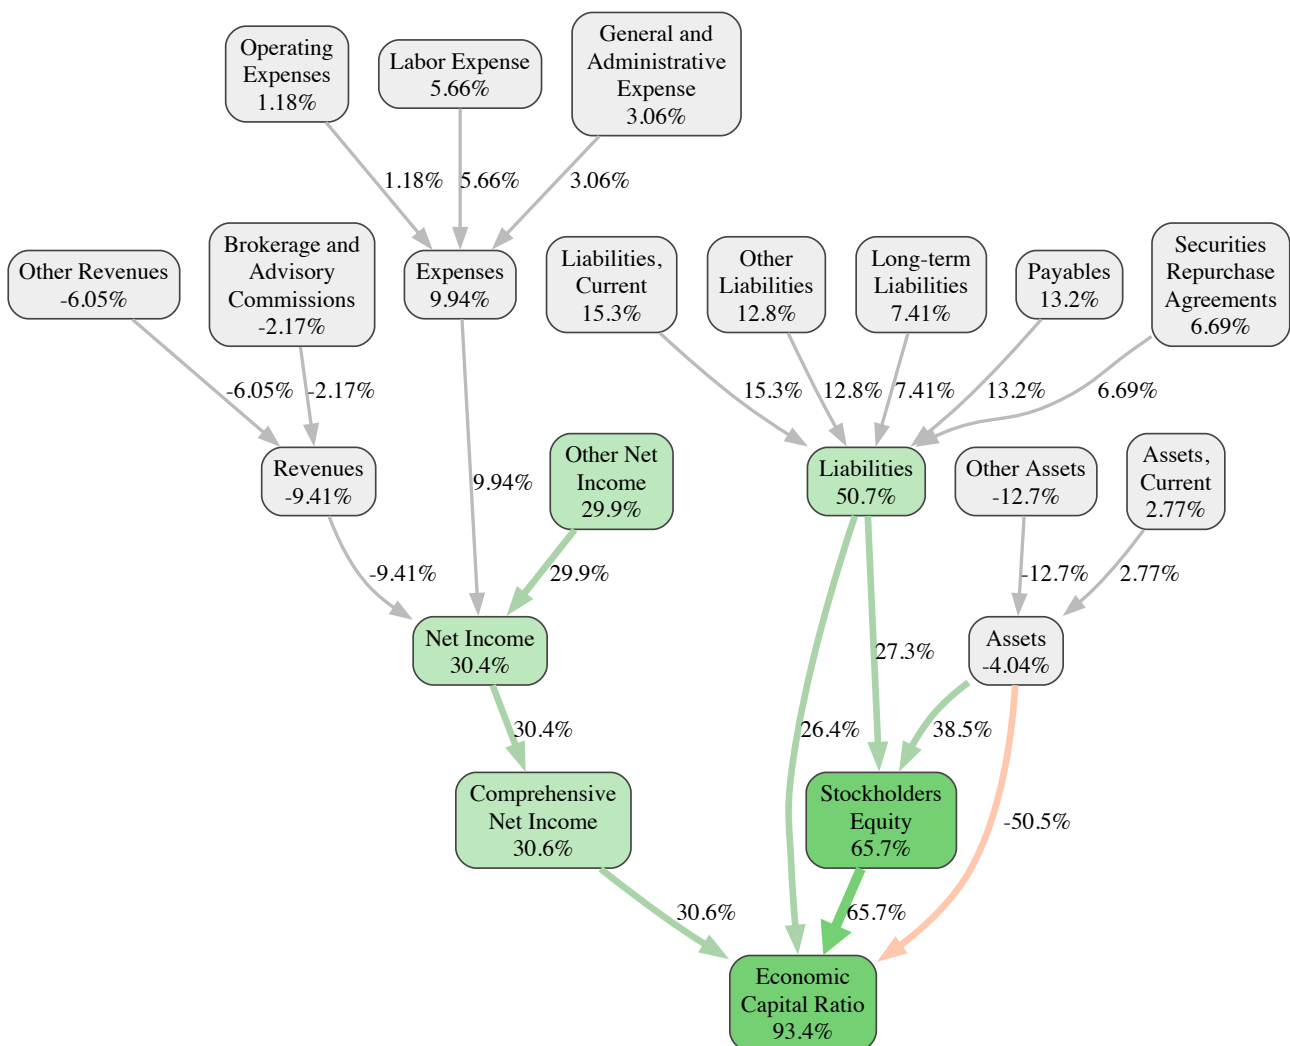 Operating
Expenses
1.18%
Labor Expense
5.66%
General and
Administrative
Expense
3.06%
1.18%
5.66%
3.06%
Other Revenues
-6.05%
Brokerage and
Advisory
Commissions
-2.17%
Expenses
9.94%
Liabilities,
Current
15.3%
Other
Liabilities
12.8%
Long-term
Liabilities
7.41%
Payables
13.2%
Securities
Repurchase
Agreements
6.69%
-6.05%
-2.17%
15.3%
12.8%
7.41%
13.2%
6.69%
Revenues
-9.41%
9.94%
Other Net
Income
29.9%
Liabilities
50.7%
Other Assets
-12.7%
Assets,
Current
2.77%
-9.41%
29.9%
-12.7%
2.77%
Net Income
30.4%
27.3%
Assets
-4.04%
30.4%
26.4%
38.5%
Comprehensive
Net Income
30.6%
Stockholders
Equity
65.7%
-50.5%
30.6%
65.7%
Economic
Capital Ratio
93.4%